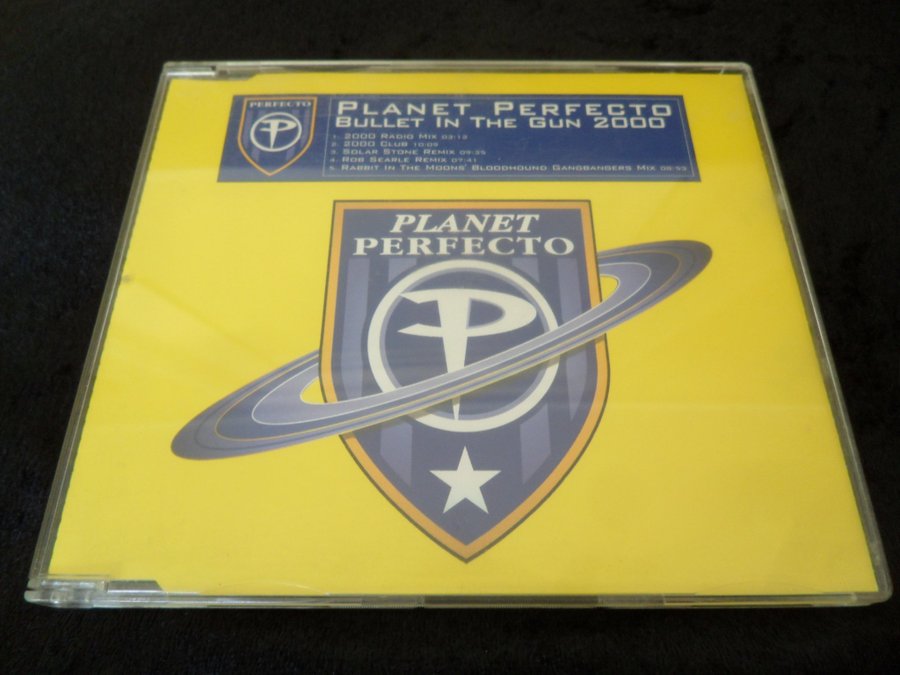 PERFECTO
P
PLANET PERFECTO
BULLET IN THE GUN 2000
1. 2000 RADIO MIX 03:12
2. 2000 CLUB 10:09
3. SOLAR STONE REMIX 09:35
4. ROB SEARLE REMIX 07:41
5. RABBIT IN THE MOONS' BLOODHOUND GANGBANGERS MIX 08:53
PLANET
PERFECTO
P